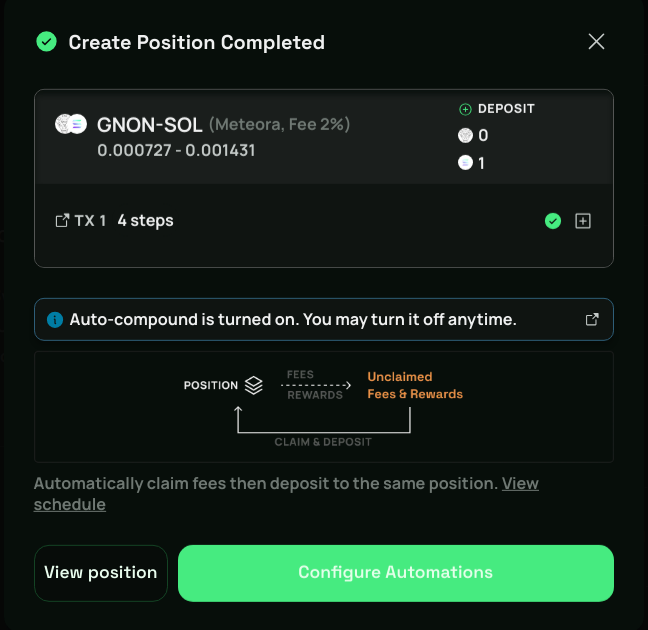 Create Position Completed
GNON-SOL (Meteora, Fee 2%)
0.000727 - 0.001431
DEPOSIT
0
1
TX 1 4 steps
Auto-compound is turned on. You may turn it off anytime.
POSITION
FEES
REWARDS
Unclaimed
Fees & Rewards
CLAIM & DEPOSIT
Automatically claim fees then deposit to the same position. View
schedule
View position
Configure Automations